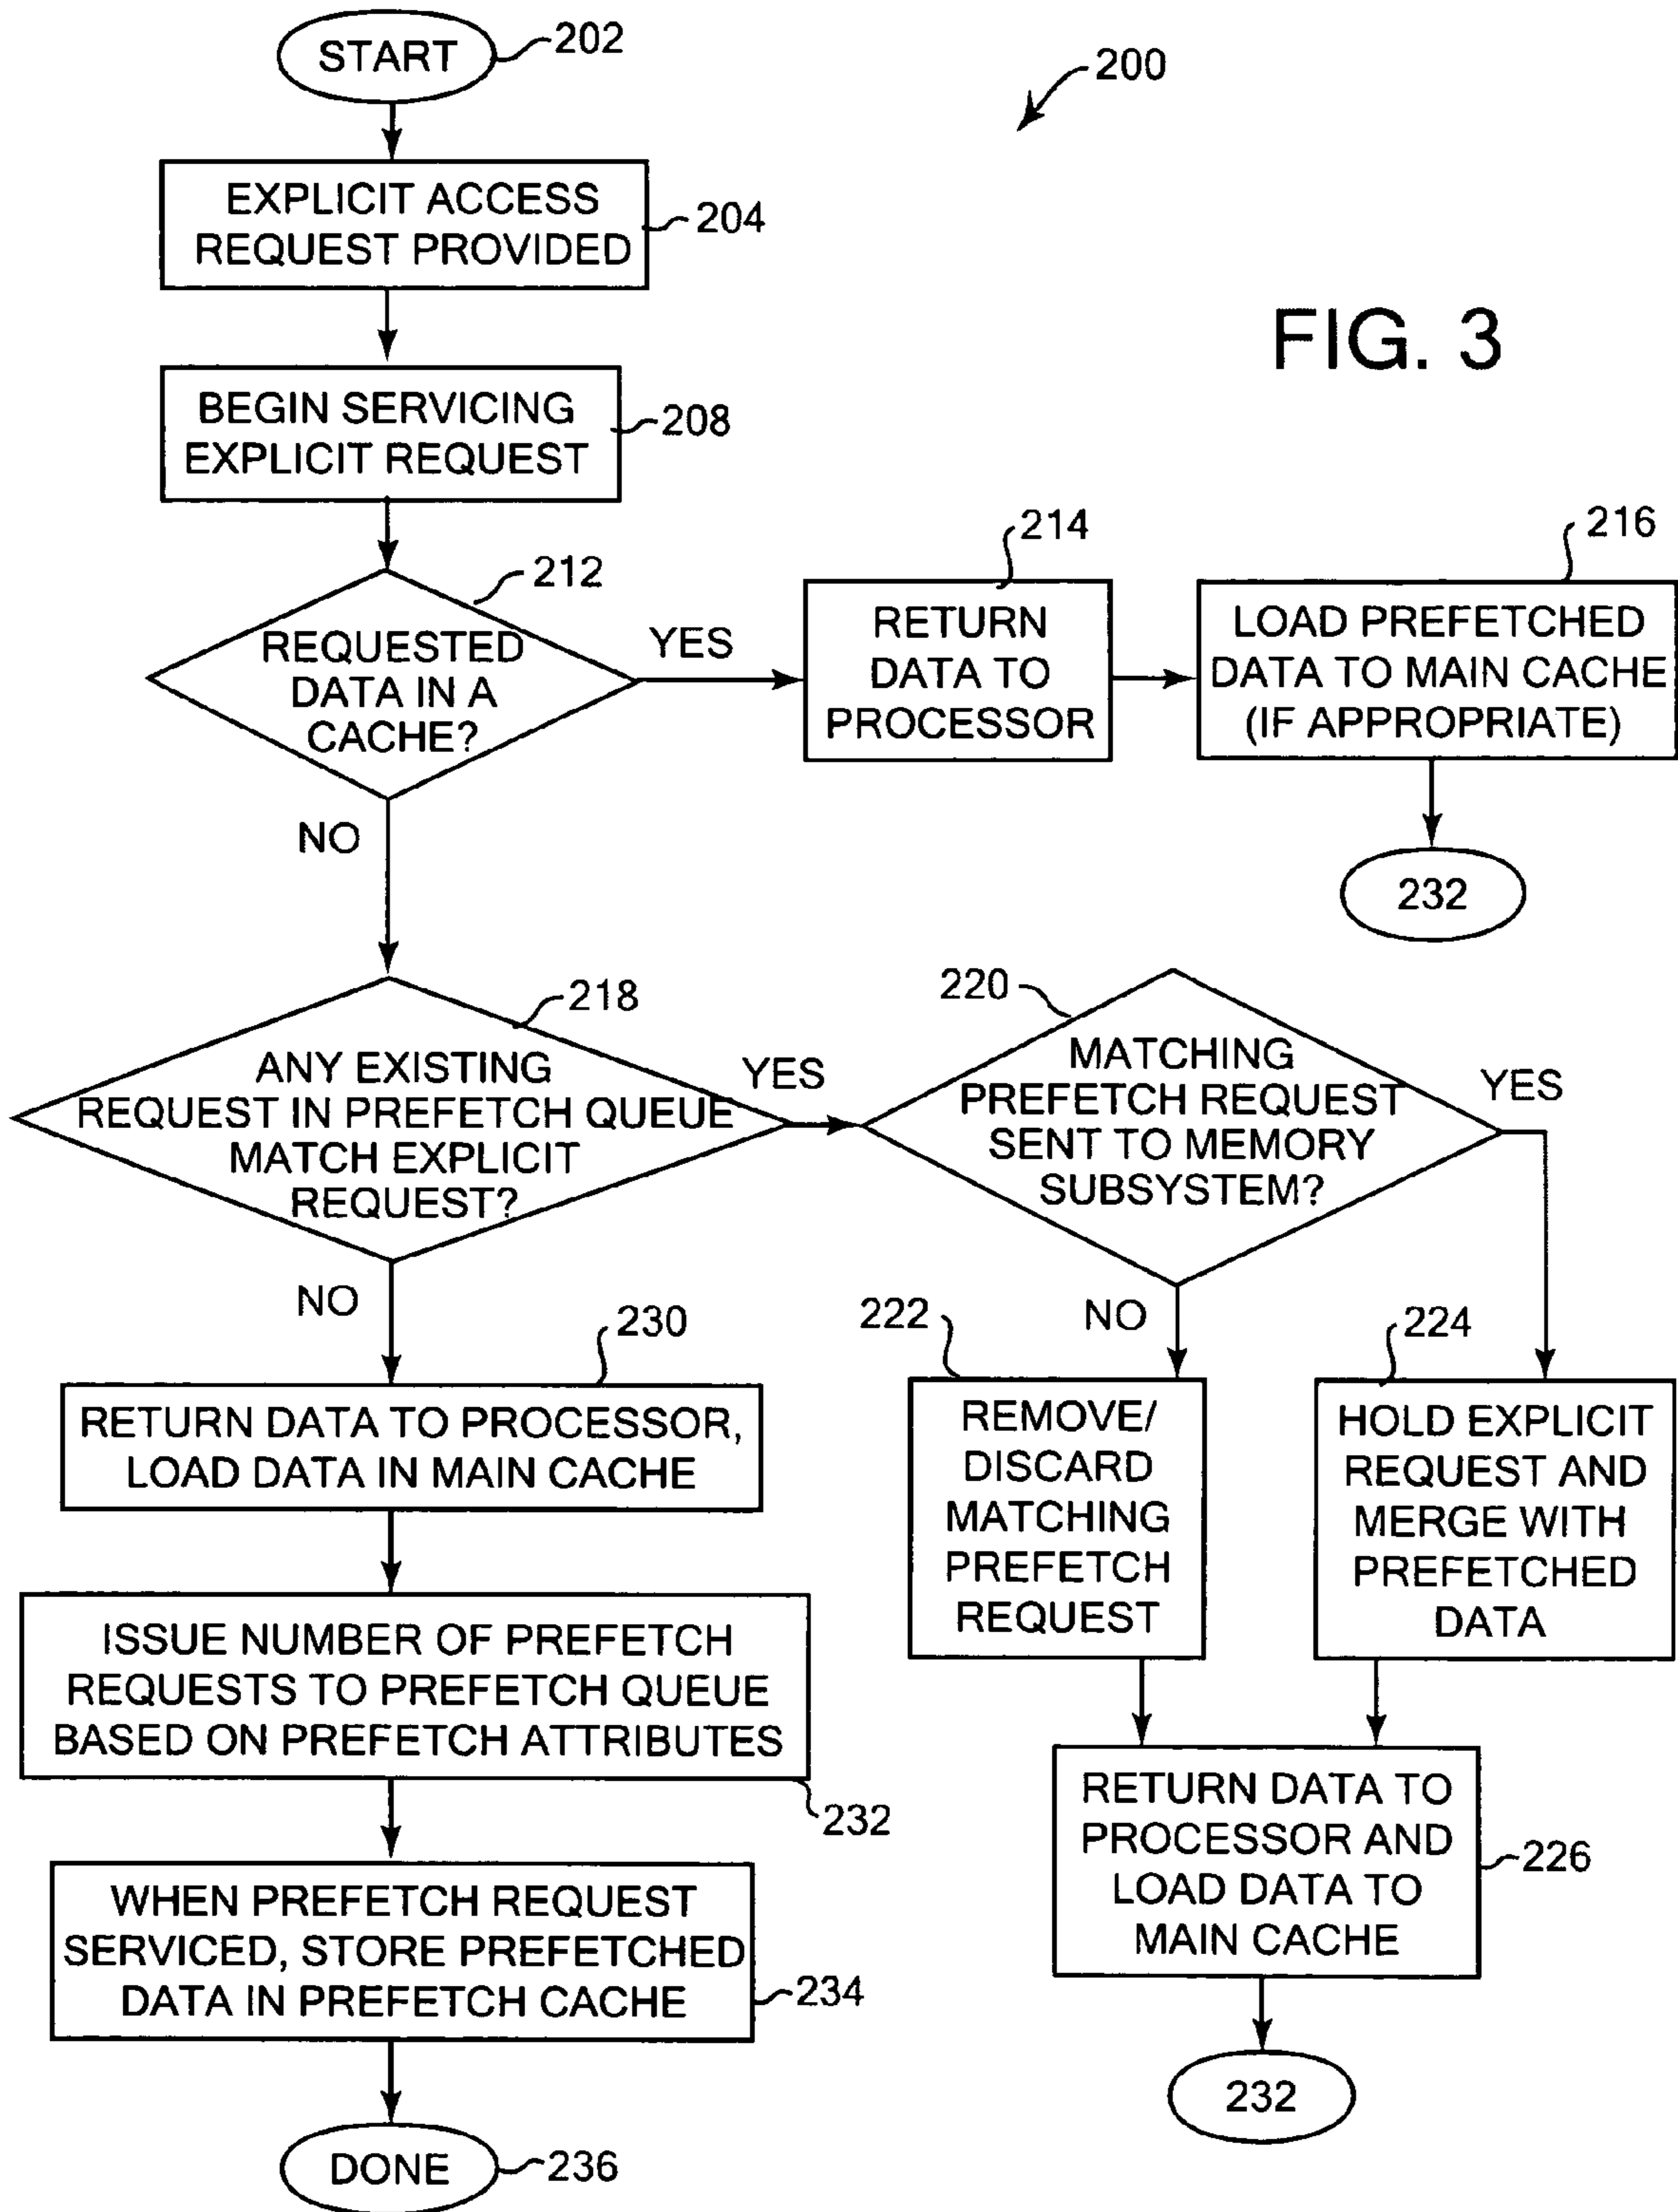 START
202
200
EXPLICIT ACCESS
REQUEST PROVIDED
204
FIG. 3
BEGIN SERVICING
EXPLICIT REQUEST
208
212
REQUESTED
DATA IN A
CACHE?
YES
NO
214
RETURN
DATA TO
PROCESSOR
216
LOAD PREFETCHED
DATA TO MAIN CACHE
(IF APPROPRIATE)
232
218
ANY EXISTING
REQUEST IN PREFETCH QUEUE
MATCH EXPLICIT
REQUEST?
YES
NO
220
MATCHING
PREFETCH REQUEST
SENT TO MEMORY
SUBSYSTEM?
YES
NO
222
REMOVE/
DISCARD
MATCHING
PREFETCH
REQUEST
224
HOLD EXPLICIT
REQUEST AND
MERGE WITH
PREFETCHED
DATA
230
RETURN DATA TO PROCESSOR,
LOAD DATA IN MAIN CACHE
ISSUE NUMBER OF PREFETCH
REQUESTS TO PREFETCH QUEUE
BASED ON PREFETCH ATTRIBUTES
232
RETURN DATA TO
PROCESSOR AND
LOAD DATA TO
MAIN CACHE
226
WHEN PREFETCH REQUEST
SERVICED, STORE PREFETCHED
DATA IN PREFETCH CACHE
234
232
DONE
236